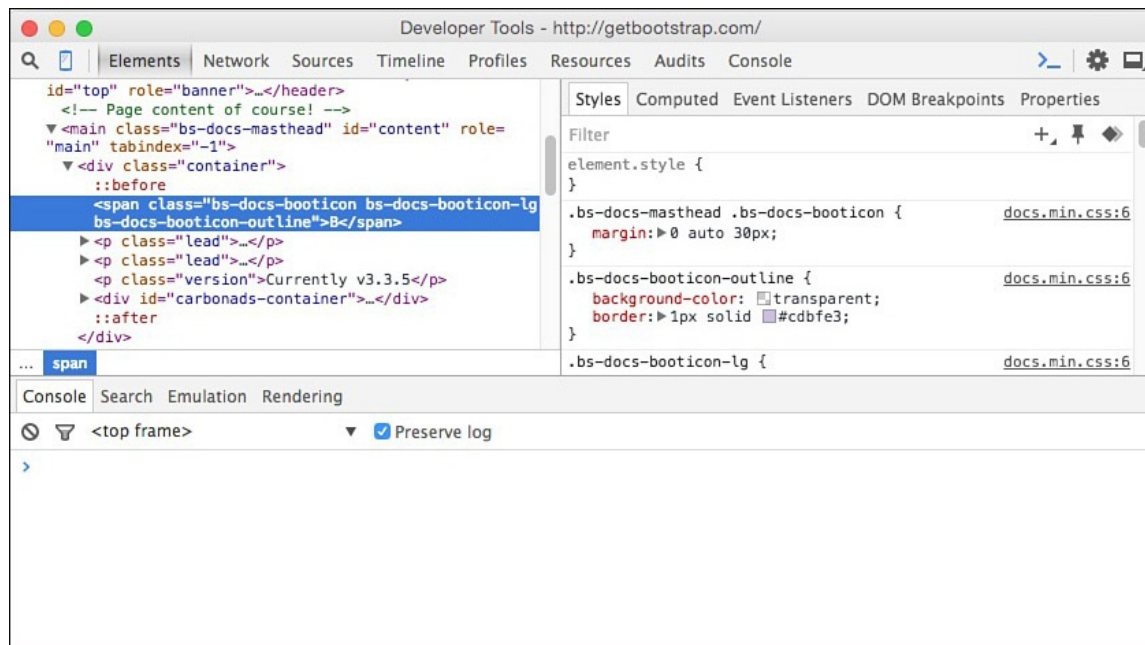 Developer Tools - http://getbootstrap.com/
Elements Network Sources Timeline Profiles Resources Audits Console
id="top" role="banner">…</header>
<!-- Page content of course! -->
▼<main class="bs-docs-masthead" id="content" role=
"main" tabindex="-1">
▼<div class="container">
::before
<span class="bs-docs-booticon bs-docs-booticon-lg
bs-docs-booticon-outline">B</span>
▶<p class="lead">…</p>
▶<p class="lead">…</p>
<p class="version">Currently v3.3.5</p>
▶<div id="carbonads-container">…</div>
::after
</div>
... span
Styles Computed Event Listeners DOM Breakpoints Properties
Filter
element.style {
}
.bs-docs-masthead .bs-docs-booticon { docs.min.css:6
margin:▶0 auto 30px;
}
.bs-docs-booticon-outline { docs.min.css:6
background-color: transparent;
border:▶1px solid #cdbfe3;
}
.bs-docs-booticon-lg { docs.min.css:6
Console Search Emulation Rendering
<top frame> ▼ Preserve log
>